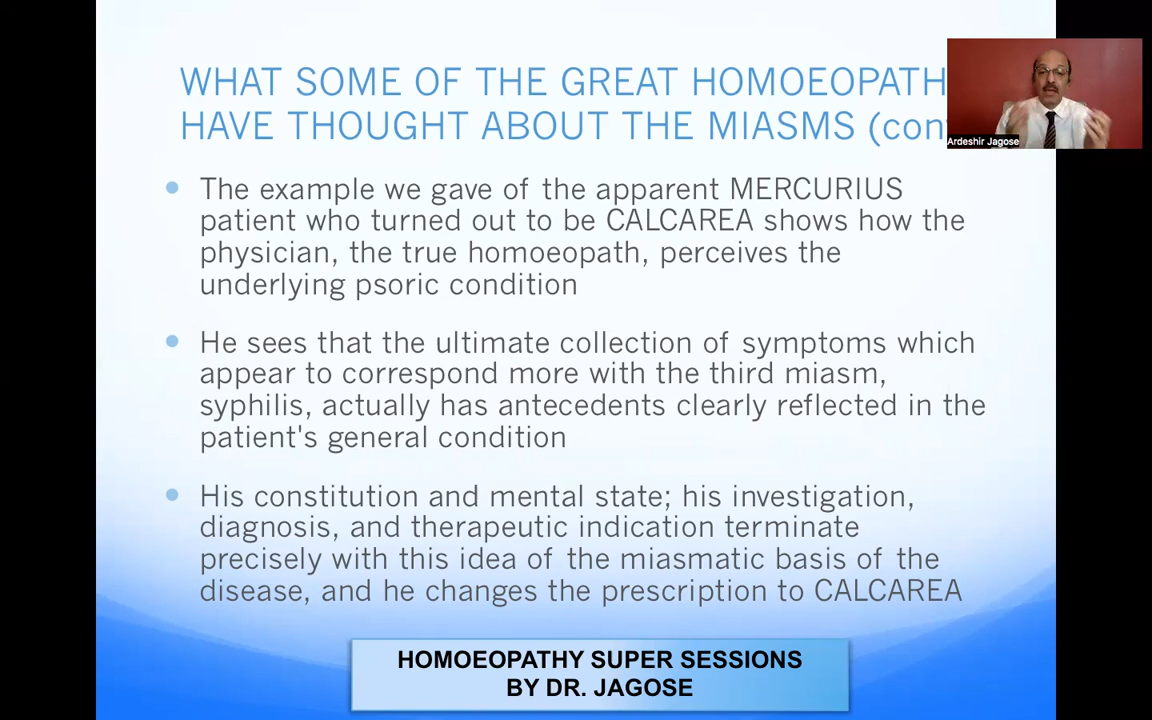 WHAT SOME OF THE GREAT HOMOEOPATH
HAVE THOUGHT ABOUT THE MIASMS (con
Ardeshir Jagose
• The example we gave of the apparent MERCURIUS
patient who turned out to be CALCAREA shows how the
physician, the true homoeopath, perceives the
underlying psoric condition
• He sees that the ultimate collection of symptoms which
appear to correspond more with the third miasm,
syphilis, actually has antecedents clearly reflected in the
patient's general condition
• His constitution and mental state; his investigation,
diagnosis, and therapeutic indication terminate
precisely with this idea of the miasmatic basis of the
disease, and he changes the prescription to CALCAREA
HOMOEOPATHY SUPER SESSIONS
BY DR. JAGOSE